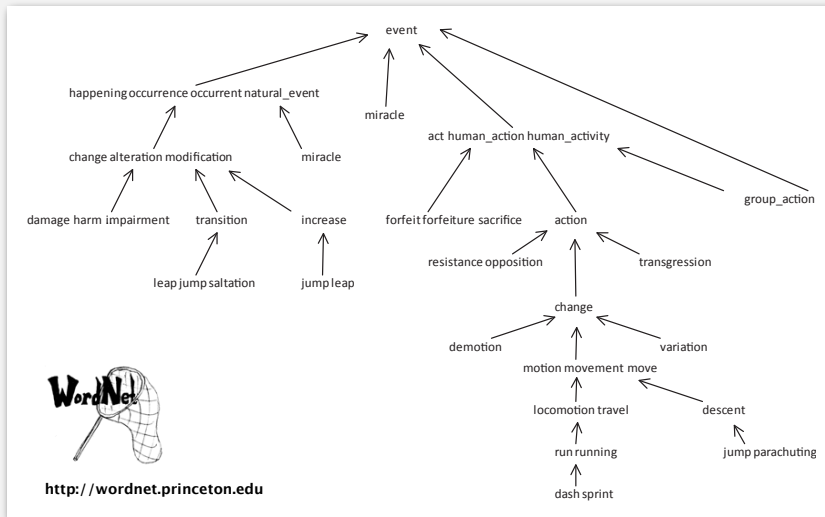 event
happening occurrence occurrent natural_event
miracle
act human_action human_activity
change alteration modification
miracle
group_action
damage harm impairment
transition
increase
forfeit forfeiture sacrifice
action
resistance opposition
transgression
leap jump saltation
jump leap
change
demotion
variation
motion movement move
WordNet
locomotion travel
descent
run running
jump parachuting
http://wordnet.princeton.edu
dash sprint